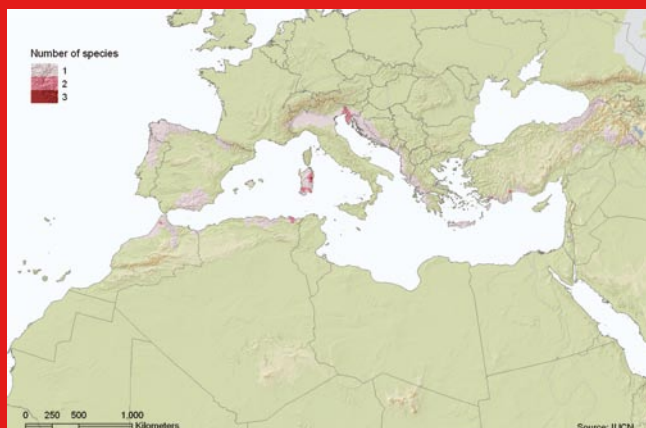 Number of species
1
2
3
0 250 500 1,000
Kilometers
Source: IUCN